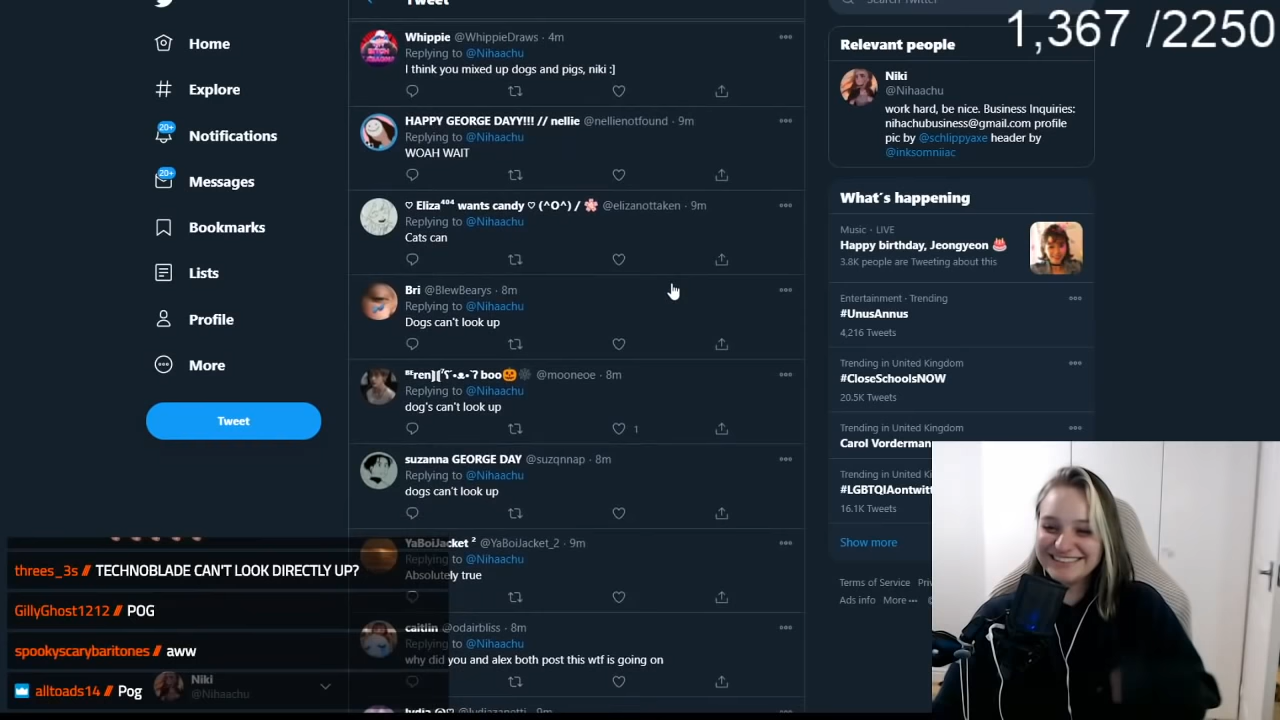 Tweet
Search Twitter
1,367 /2250
Home
Explore
20+
Notifications
20+
Messages
Bookmarks
Lists
Profile
More
Tweet
Whippie @WhippieDraws · 4m
Replying to @Nihaachu
I think you mixed up dogs and pigs, niki :]
HAPPY GEORGE DAYY!!! // nellie @nellienotfound · 9m
Replying to @Nihaachu
WOAH WAIT
♡ Eliza⁴⁰⁴ wants candy ♡ (^O^) / 🌸 @elizanottaken · 9m
Replying to @Nihaachu
Cats can
Bri @BlewBearys · 8m
Replying to @Nihaachu
Dogs can't look up
boo🎃 @mooneoe · 8m
Replying to @Nihaachu
dog's can't look up
1
suzanna GEORGE DAY @suzqnnap · 8m
Replying to @Nihaachu
dogs can't look up
YaBoiJacket ² @YaBoiJacket_2 · 9m
Replying to @Nihaachu
Absolutely true
caitlin @odairbliss · 8m
Replying to @Nihaachu
why did you and alex both post this wtf is going on
Relevant people
Niki
@Nihaachu
work hard, be nice. Business Inquiries:
nihachubusiness@gmail.com profile
pic by @schlippyaxe header by
@inksomniiac
What's happening
Music · LIVE
Happy birthday, Jeongyeon 🎂
3.8K people are Tweeting about this
Entertainment · Trending
#UnusAnnus
4,216 Tweets
Trending in United Kingdom
#CloseSchoolsNOW
20.5K Tweets
Trending in United Kingdom
Carol Vorderman
Trending in United Ki
#LGBTQIAontwitt
16.1K Tweets
Show more
Terms of Service
Ads info More
threes_3s // TECHNOBLADE CAN'T LOOK DIRECTLY UP?
GillyGhost1212 // POG
spookyscarybaritones // aww
alltoads14 // Pog
Niki
@Nihaachu